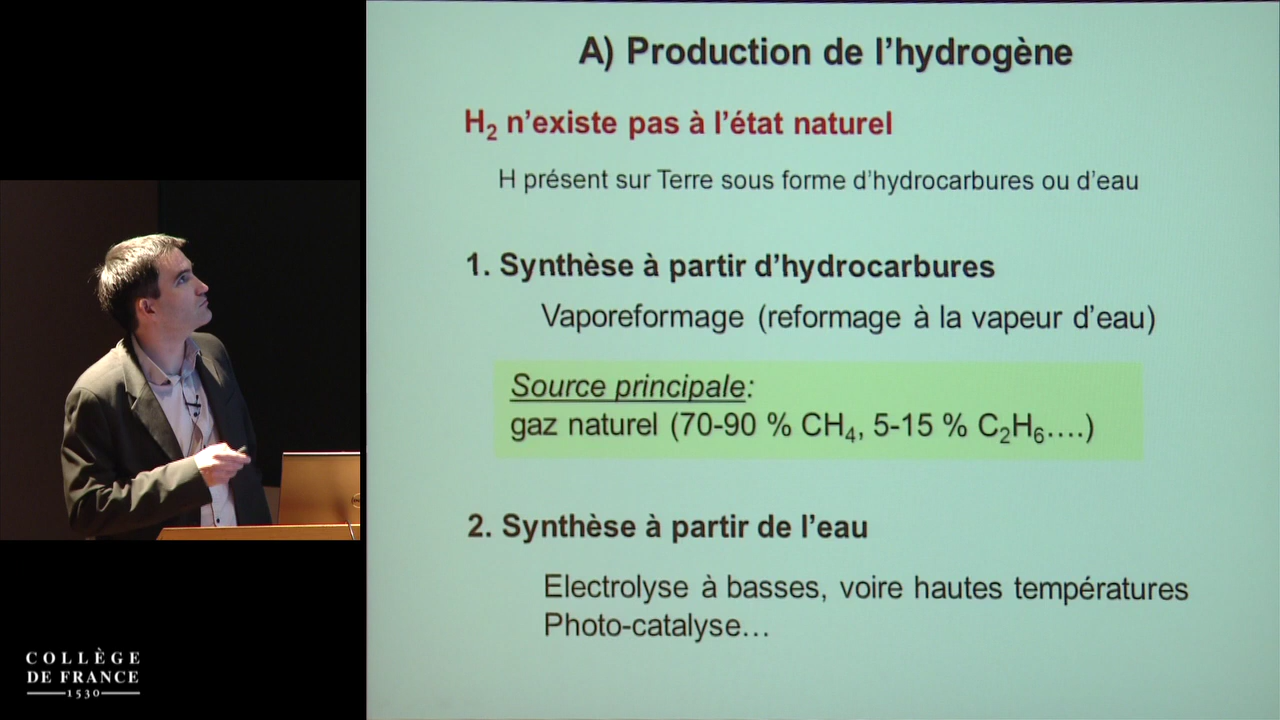 A) Production de l'hydrogène
H₂ n'existe pas à l'état naturel
H présent sur Terre sous forme d'hydrocarbures ou d'eau
1. Synthèse à partir d'hydrocarbures
Vaporeformage (reformage à la vapeur d'eau)
Source principale:
gaz naturel (70-90 % CH₄, 5-15 % C₂H₆....)
2. Synthèse à partir de l'eau
Electrolyse à basses, voire hautes températures
Photo-catalyse...
COLLÈGE
DE FRANCE
1530